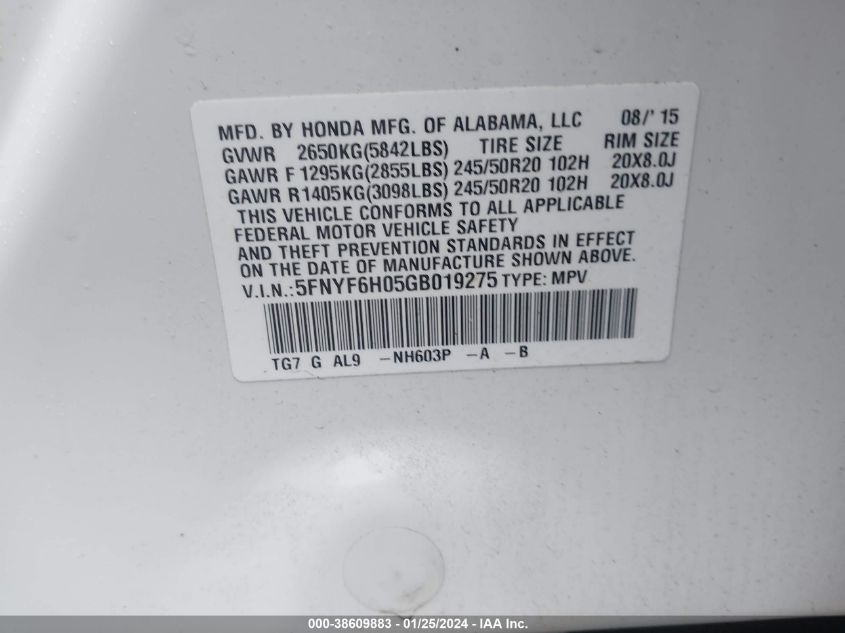 MFD. BY HONDA MFG. OF ALABAMA, LLC 08/' 15
GVWR 2650KG(5842LBS) TIRE SIZE RIM SIZE
GAWR F 1295KG(2855LBS) 245/50R20 102H 20X8.0J
GAWR R 1405KG(3098LBS) 245/50R20 102H 20X8.0J
THIS VEHICLE CONFORMS TO ALL APPLICABLE
FEDERAL MOTOR VEHICLE SAFETY
AND THEFT PREVENTION STANDARDS IN EFFECT
ON THE DATE OF MANUFACTURE SHOWN ABOVE.
V.I.N.:5FNYF6H05GB019275 TYPE: MPV
TG7 G AL9 -NH603P -A -B
000-38609883 - 01/25/2024 - IAA Inc.